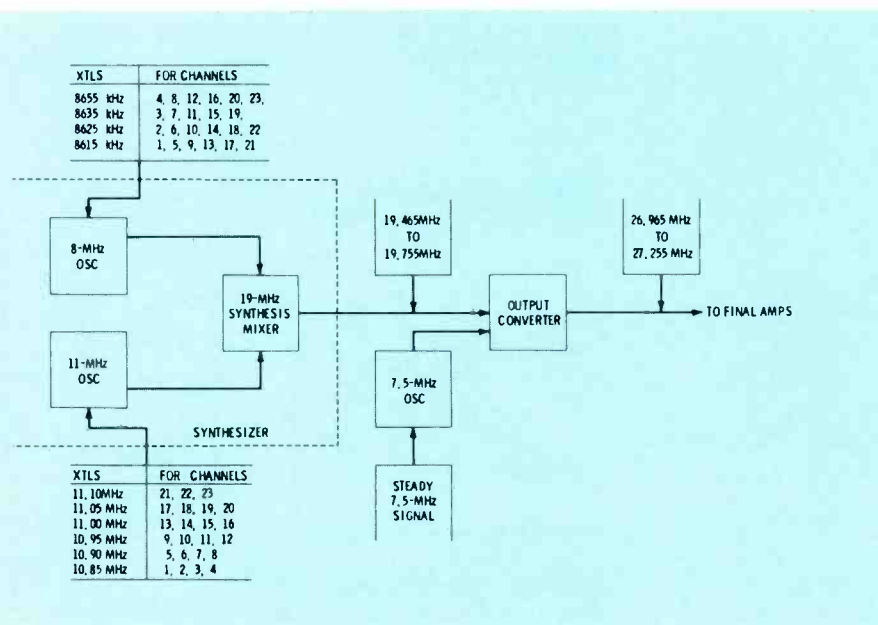 XTLS FOR CHANNELS
8655 kHz 4, 8, 12, 16, 20, 23,
8635 kHz 3, 7, 11, 15, 19,
8625 kHz 2, 6, 10, 14, 18, 22
8615 kHz 1, 5, 9, 13, 17, 21
8-MHz
OSC
11-MHz
OSC
19-MHz
SYNTHESIS
MIXER
SYNTHESIZER
19,465MHz
TO
19,755MHz
7,5-MHz
OSC
STEADY
7,5-MHz
SIGNAL
OUTPUT
CONVERTER
26,965 MHz
TO
27,255 MHz
TO FINAL AMPS
XTLS FOR CHANNELS
11,10MHz 21, 22, 23
11,05 MHz 17, 18, 19, 20
11,00 MHz 13, 14, 15, 16
10,95 MHz 9, 10, 11, 12
10,90 MHz 5, 6, 7, 8
10,85 MHz 1, 2, 3, 4